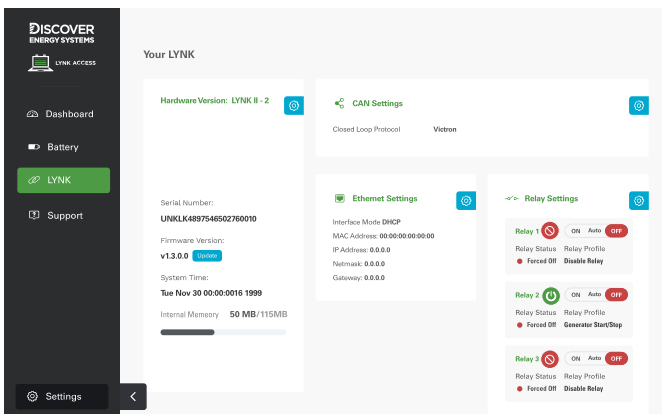 DISCOVER
ENERGY SYSTEMS
LYNK ACCESS
Dashboard
Battery
LYNK
Support
Settings
Your LYNK
Hardware Version: LYNK II - 2
Serial Number:
UNKLK4897546502760010
Firmware Version:
v1.3.0.0 Update
System Time:
Tue Nov 30 00:00:0016 1999
Internal Memeory 50 MB/115MB
CAN Settings
Closed Loop Protocol Victron
Ethernet Settings
Interface Mode DHCP
MAC Address: 00:00:00:00:00:00
IP Address: 0.0.0.0
Netmask: 0.0.0.0
Gateway: 0.0.0.0
Relay Settings
Relay 1 ON Auto OFF
Relay Status Relay Profile
Forced Off Disable Relay
Relay 2 ON Auto OFF
Relay Status Relay Profile
Forced Off Generator Start/Stop
Relay 3 ON Auto OFF
Relay Status Relay Profile
Forced Off Disable Relay